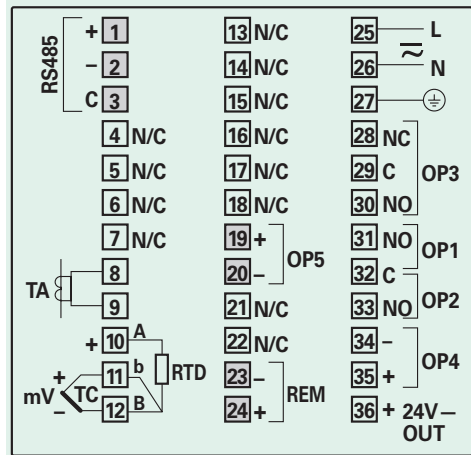 RS485
+ 1
– 2
C 3
4 N/C
5 N/C
6 N/C
7 N/C
TA
8
9
+ 10 A
11 b
12 B
RTD
mV
+
–
TC
13 N/C
14 N/C
15 N/C
16 N/C
17 N/C
18 N/C
19 +
20 –
OP5
21 N/C
22 N/C
23 –
24 +
REM
25 L
26 N
27
28 NC
29 C
30 NO
OP3
31 NO
OP1
32 C
33 NO
OP2
34 –
35 +
OP4
36 + 24V
OUT